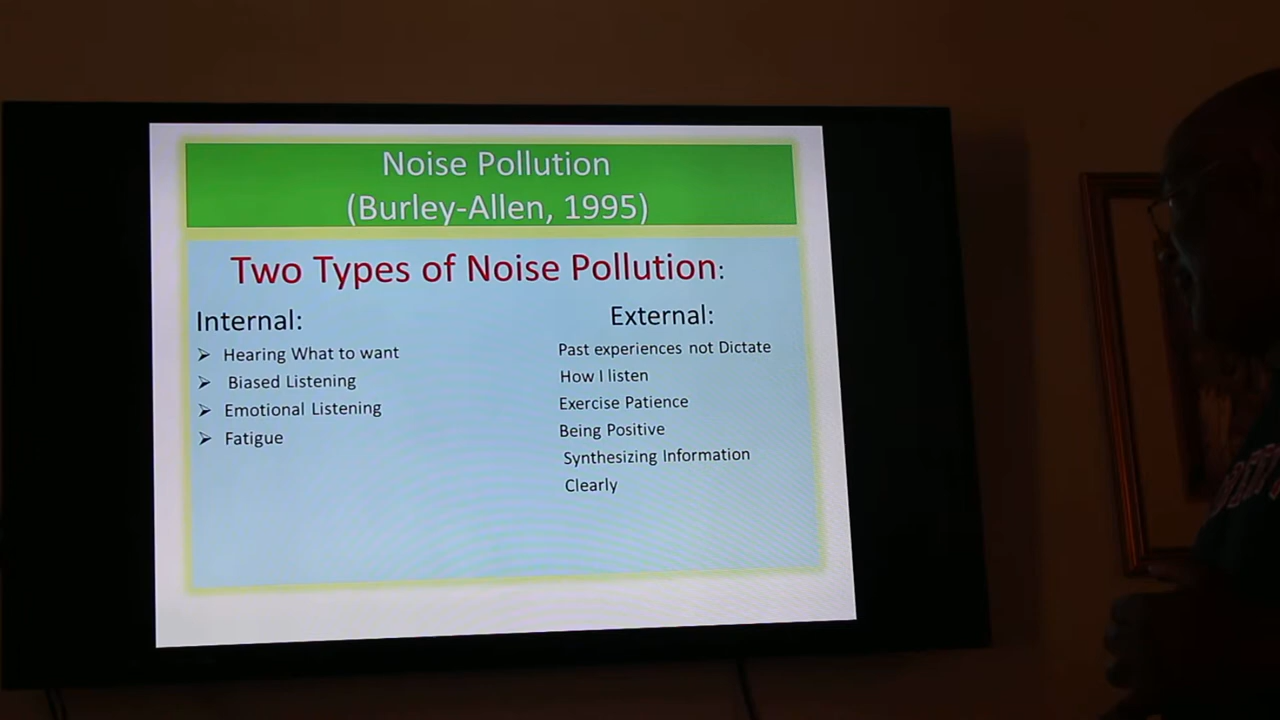 Noise Pollution
(Burley-Allen, 1995)
Two Types of Noise Pollution:
Internal:
➢ Hearing What to want
➢ Biased Listening
➢ Emotional Listening
➢ Fatigue
External:
Past experiences not Dictate
How I listen
Exercise Patience
Being Positive
Synthesizing Information
Clearly